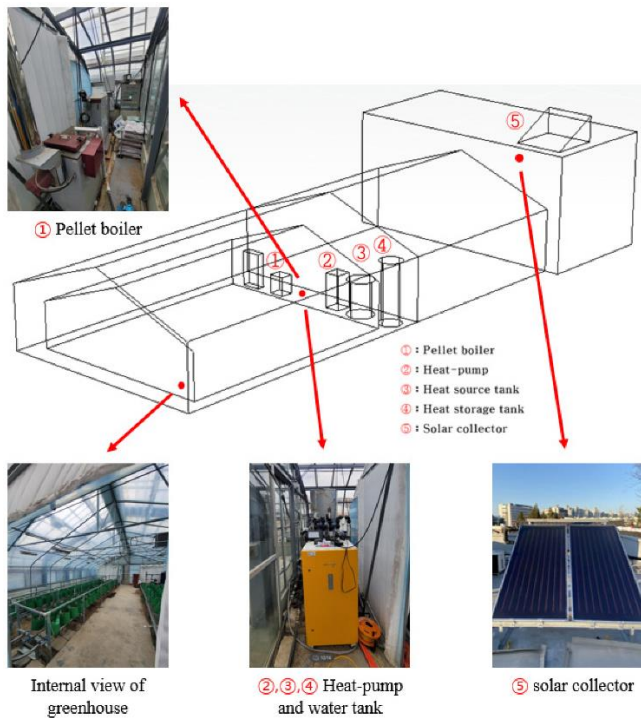 ① Pellet boiler
⑤
①
②
③
④
① : Pellet boiler
② : Heat-pump
③ : Heat source tank
④ : Heat storage tank
⑤ : Solar collector
Internal view of
greenhouse
②,③,④ Heat-pump
and water tank
⑤ solar collector